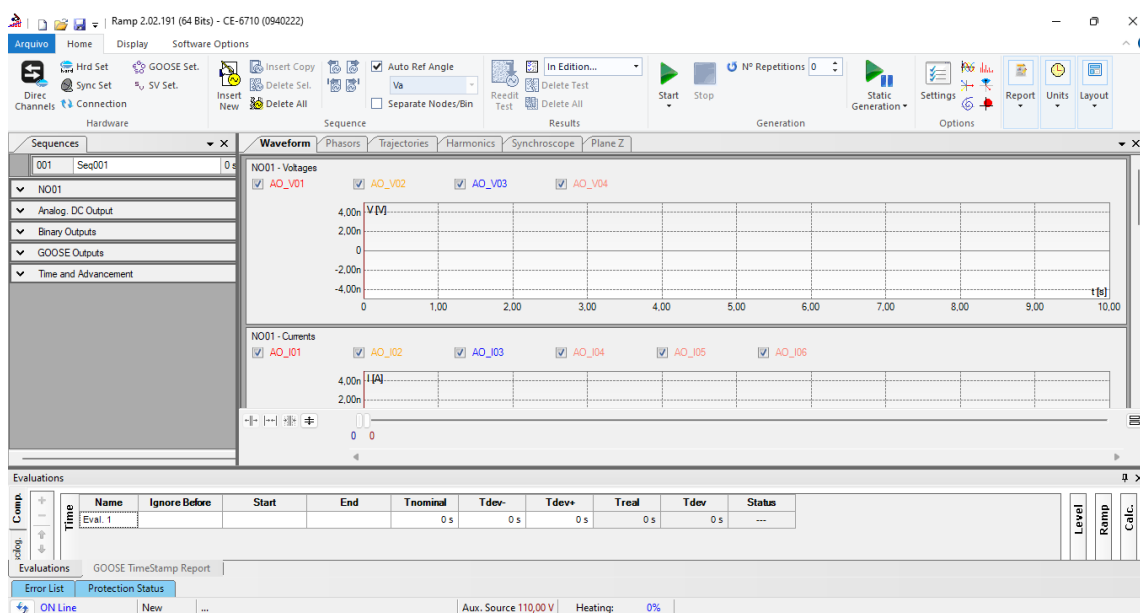 Ramp 2.02.191 (64 Bits) - CE-6710 (0940222)
Arquivo Home Display Software Options
Direc Channels
Hrd Set
Sync Set
Connection
GOOSE Set.
SV Set.
Hardware
Insert New
Insert Copy
Delete Sel.
Delete All
Auto Ref Angle
Va
Separate Nodes/Bin
Sequence
Reedit Test
In Edition...
Delete Test
Delete All
Results
Start
Stop
Nº Repetitions 0
Static Generation
Generation
Settings
Options
Report
Units
Layout
Sequences
001 Seq001 0 s
NO01
Analog. DC Output
Binary Outputs
GOOSE Outputs
Time and Advancement
Waveform Phasors Trajectories Harmonics Synchroscope Plane Z
NO01 - Voltages
AO_V01 AO_V02 AO_V03 AO_V04
4,00n V [V]
2,00n
0
-2,00n
-4,00n
t [s]
0 1,00 2,00 3,00 4,00 5,00 6,00 7,00 8,00 9,00 10,00
NO01 - Currents
AO_I01 AO_I02 AO_I03 AO_I04 AO_I05 AO_I06
4,00n I [A]
2,00n
0 0
Evaluations
Comp.
Time
Name Ignore Before Start End Tnominal Tdev- Tdev+ Treal Tdev Status
Eval. 1 0 s 0 s 0 s 0 s 0 s ---
Level
Ramp
Calc.
Evaluations GOOSE TimeStamp Report
Error List Protection Status
ON Line New ... Aux. Source 110,00 V Heating: 0%